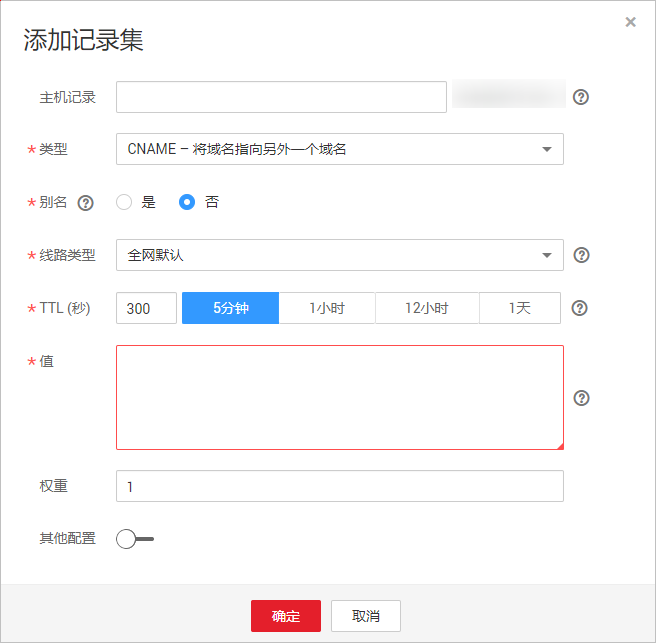 添加记录集
×
主机记录
?
* 类型 CNAME – 将域名指向另外一个域名
* 别名 ? 是 否
* 线路类型 全网默认 ?
* TTL (秒) 300 5分钟 1小时 12小时 1天 ?
* 值 ?
权重 1
其他配置
确定 取消